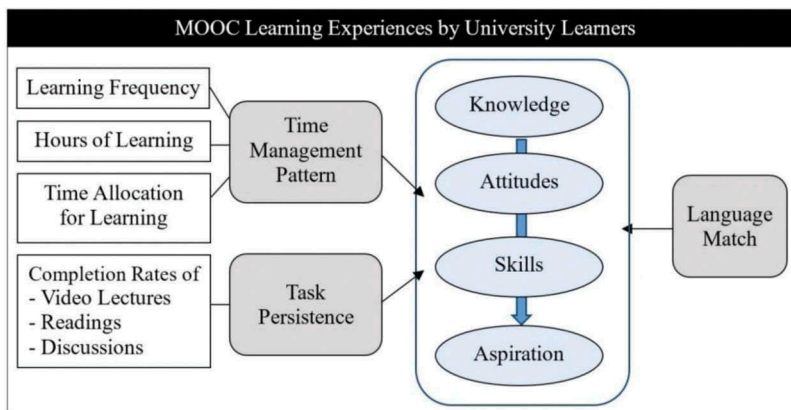 MOOC Learning Experiences by University Learners
Learning Frequency
Hours of Learning
Time Allocation
for Learning
Completion Rates of
- Video Lectures
- Readings
- Discussions
Time
Management
Pattern
Task
Persistence
Knowledge
Attitudes
Skills
Aspiration
Language
Match